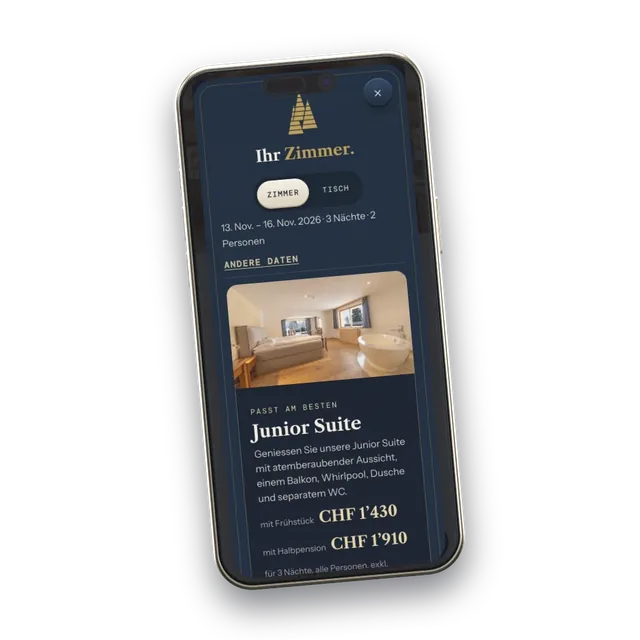 Ihr Zimmer.
ZIMMER TISCH
13. Nov. – 16. Nov. 2026 · 3 Nächte · 2
Personen
ANDERE DATEN
PASST AM BESTEN
Junior Suite
Geniessen Sie unsere Junior Suite
mit atemberaubender Aussicht,
einem Balkon, Whirlpool, Dusche
und separatem WC.
mit Frühstück CHF 1'430
mit Halbpension CHF 1'910
für 3 Nächte, alle Personen, exkl.